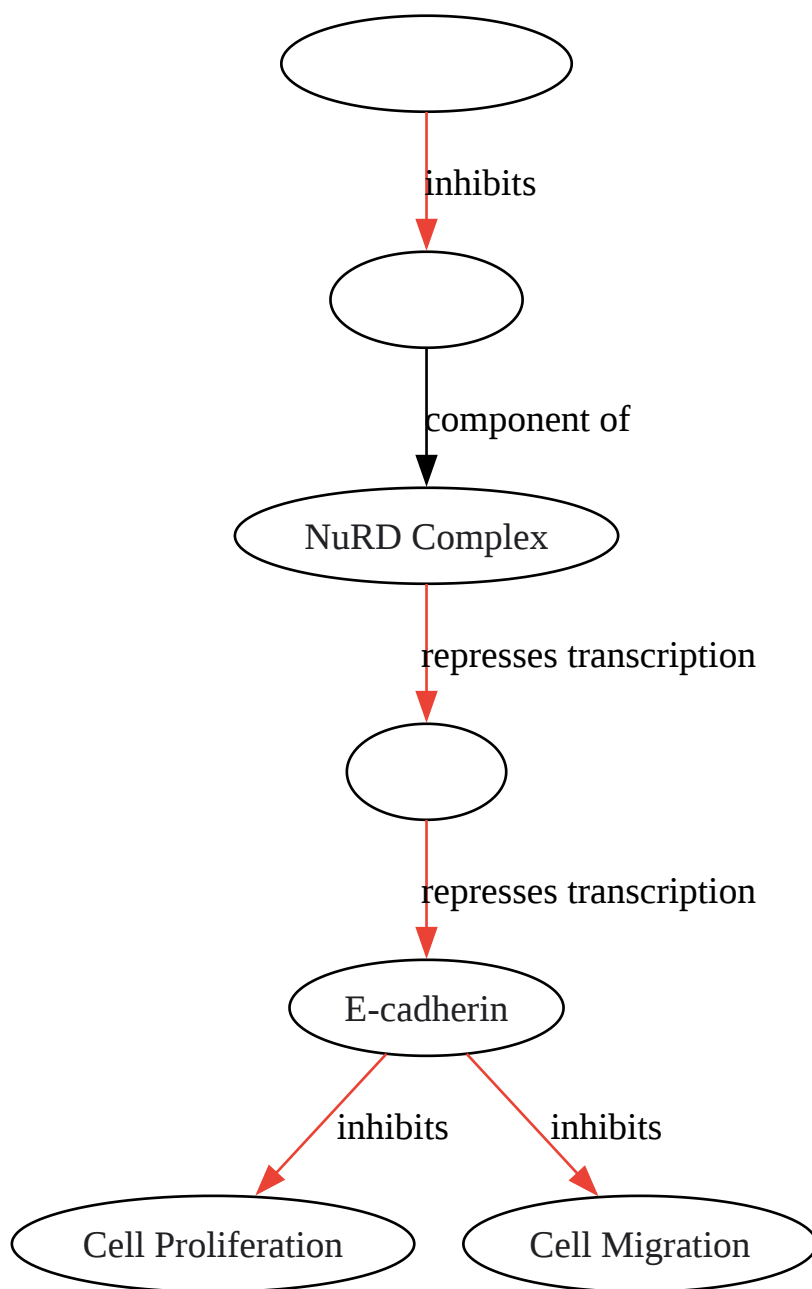 inhibits
component of
NuRD Complex
represses transcription
represses transcription
E-cadherin
inhibits
inhibits
Cell Proliferation
Cell Migration